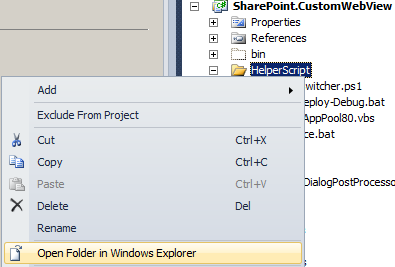 SharePoint.CustomWebView
Properties
References
bin
HelperScript
witcher.ps1
eploy-Debug.bat
AppPool80.vbs
ce.bat
DialogPostProcesso
Add
Exclude From Project
Cut Ctrl+X
Copy Ctrl+C
Paste Ctrl+V
Delete Del
Rename
Open Folder in Windows Explorer